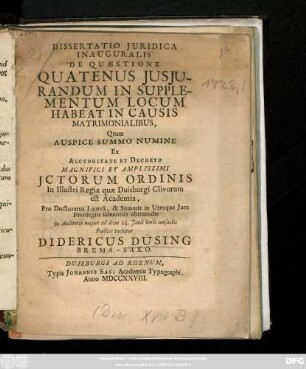 DISSERTATIO JURIDICA
INAUGURALIS
DE QUÆSTIONE
QUATENUS JUSJU-
RANDUM IN SUPPLE-
MENTUM LOCUM
HABEAT IN CAUSIS
MATRIMONIALIBUS,
Quam
AUSPICE SUMMO NUMINE
Ex
AUCTORITATE ET DECRETO
MAGNIFICI ET AMPLISSIMI
JCTORUM ORDINIS
In Illustri Regia quæ Duisburgi Clivorum
est Academia,
Pro Doctoratus Laurea, & Summis in Utroque Jure
Privilegiis solenniter obtinendis
In Auditorio majori ad diem 14. Junii horis consuetis
Publice tuebitur
DIDERICUS DUSING
BREMA-SAXO.
DUISBURGI AD RHENUM,
Typis JOHANNIS SAS, Academiæ Typographi,
Anno MDCCXXVIII.